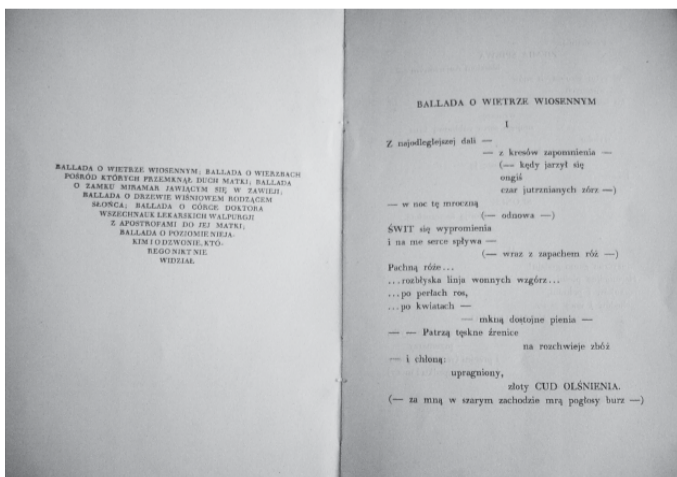 BALLADA O WIETRZE WIOSENNYM; BALLADA O WIERZBACH
POŚRÓD KTÓRYCH PRZEMKNĄŁ DUCH MATKI; BALLADA
O ZAMKU MIRAMAR JAWIĄCYM SIĘ W ZAWIEJI;
BALLADA O DRZEWIE WIŚNIOWEM RODZĄCEM
SŁOŃCA; BALLADA O CÓRCE DOKTORA
WSZECHNAUK LEKARSKICH WALPURGJI
Z APOSTROFAMI DO JEJ MATKI;
BALLADA O POZIOMIE NIEJA-
KIM I O DZWONIE, KTÓ-
REGO NIKT NIE
WIDZIAŁ.
BALLADA O WIETRZE WIOSENNYM
I
Z najodleglejszej dali —
— z kresów zapomnienia —
(— kędy jarzył się
ongiś
czar jutrznianych zórz —)
— w noc tę mroczną
(— odnowa —)
ŚWIT się wypromienia
i na me serce spływa —
(— wraz z zapachem róż —)
Pachną róże...
...rozbłyska linja wonnych wzgórz...
...po perłach ros,
...po kwiatach —
— mkną dostojne pienia —
— — Patrzą tęskne źrenice
na rozchwieje zbóż
— i chłoną:
upragniony,
złoty CUD OLŚNIENIA.
(— za mną w szarym zachodzie mrą pogłosy burz —)